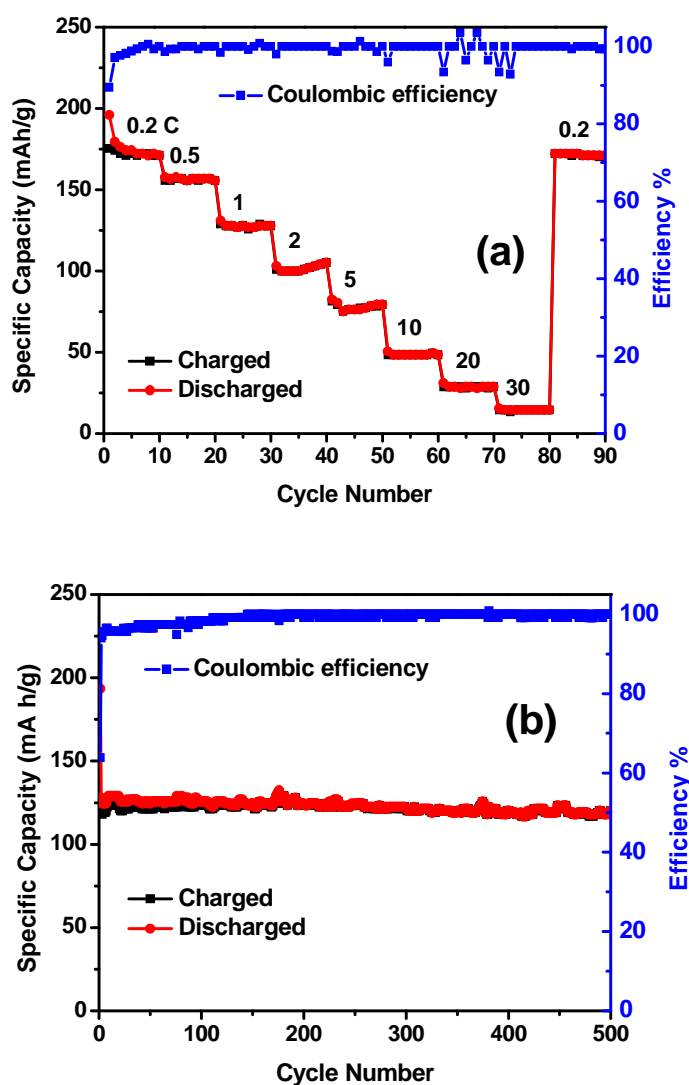 250
200
150
100
50
0
Specific Capacity (mAh/g)
0.2 C
0.5
1
2
5
10
20
30
0.2
Coulombic efficiency
(a)
Charged
Discharged
100
80
60
40
20
0
Efficiency %
0 10 20 30 40 50 60 70 80 90
Cycle Number
250
200
150
100
50
0
Specific Capacity (mA h/g)
Coulombic efficiency
(b)
Charged
Discharged
100
80
60
40
20
0
Efficiency %
0 100 200 300 400 500
Cycle Number